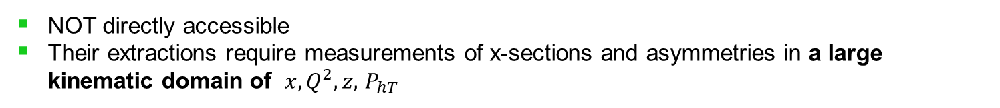 ▪ NOT directly accessible
▪ Their extractions require measurements of x-sections and asymmetries in a large
kinematic domain of x, Q², z, P_hT